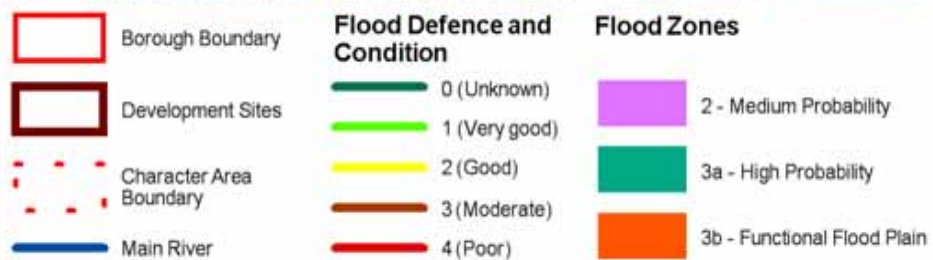 Borough Boundary
Development Sites
Character Area
Boundary
Main River
Flood Defence and
Condition
0 (Unknown)
1 (Very good)
2 (Good)
3 (Moderate)
4 (Poor)
Flood Zones
2 - Medium Probability
3a - High Probability
3b - Functional Flood Plain